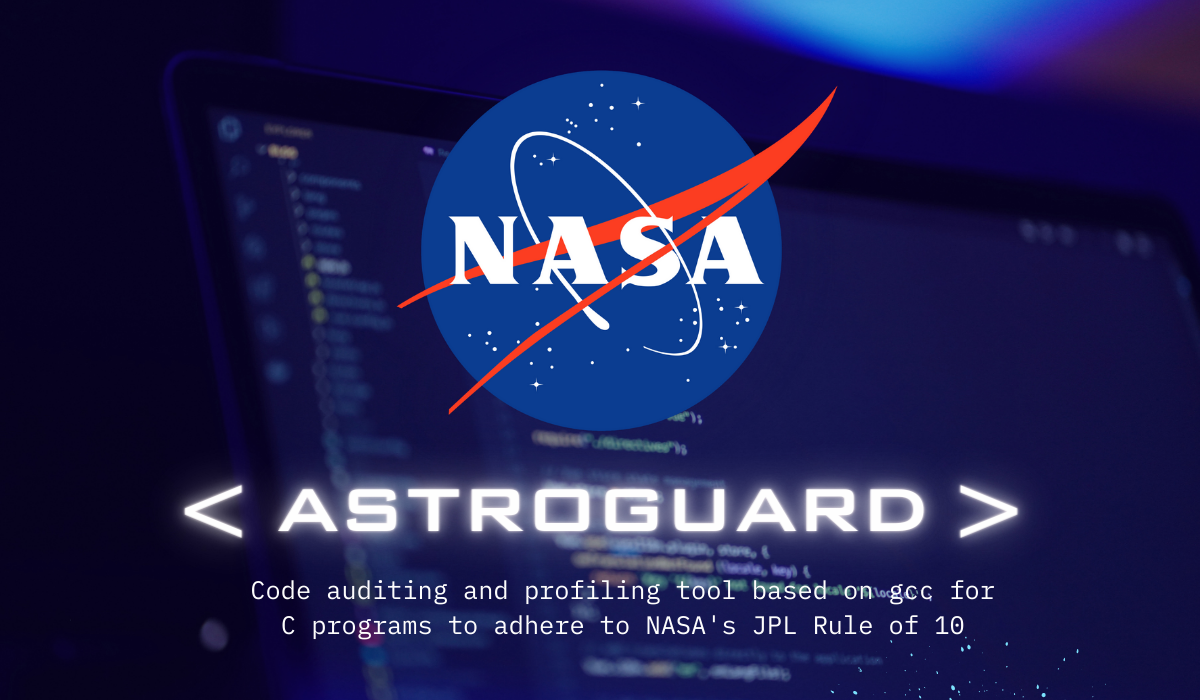 NASA
< ASTROGUARD >
Code auditing and profiling tool based on gcc for
C programs to adhere to NASA's JPL Rule of 10